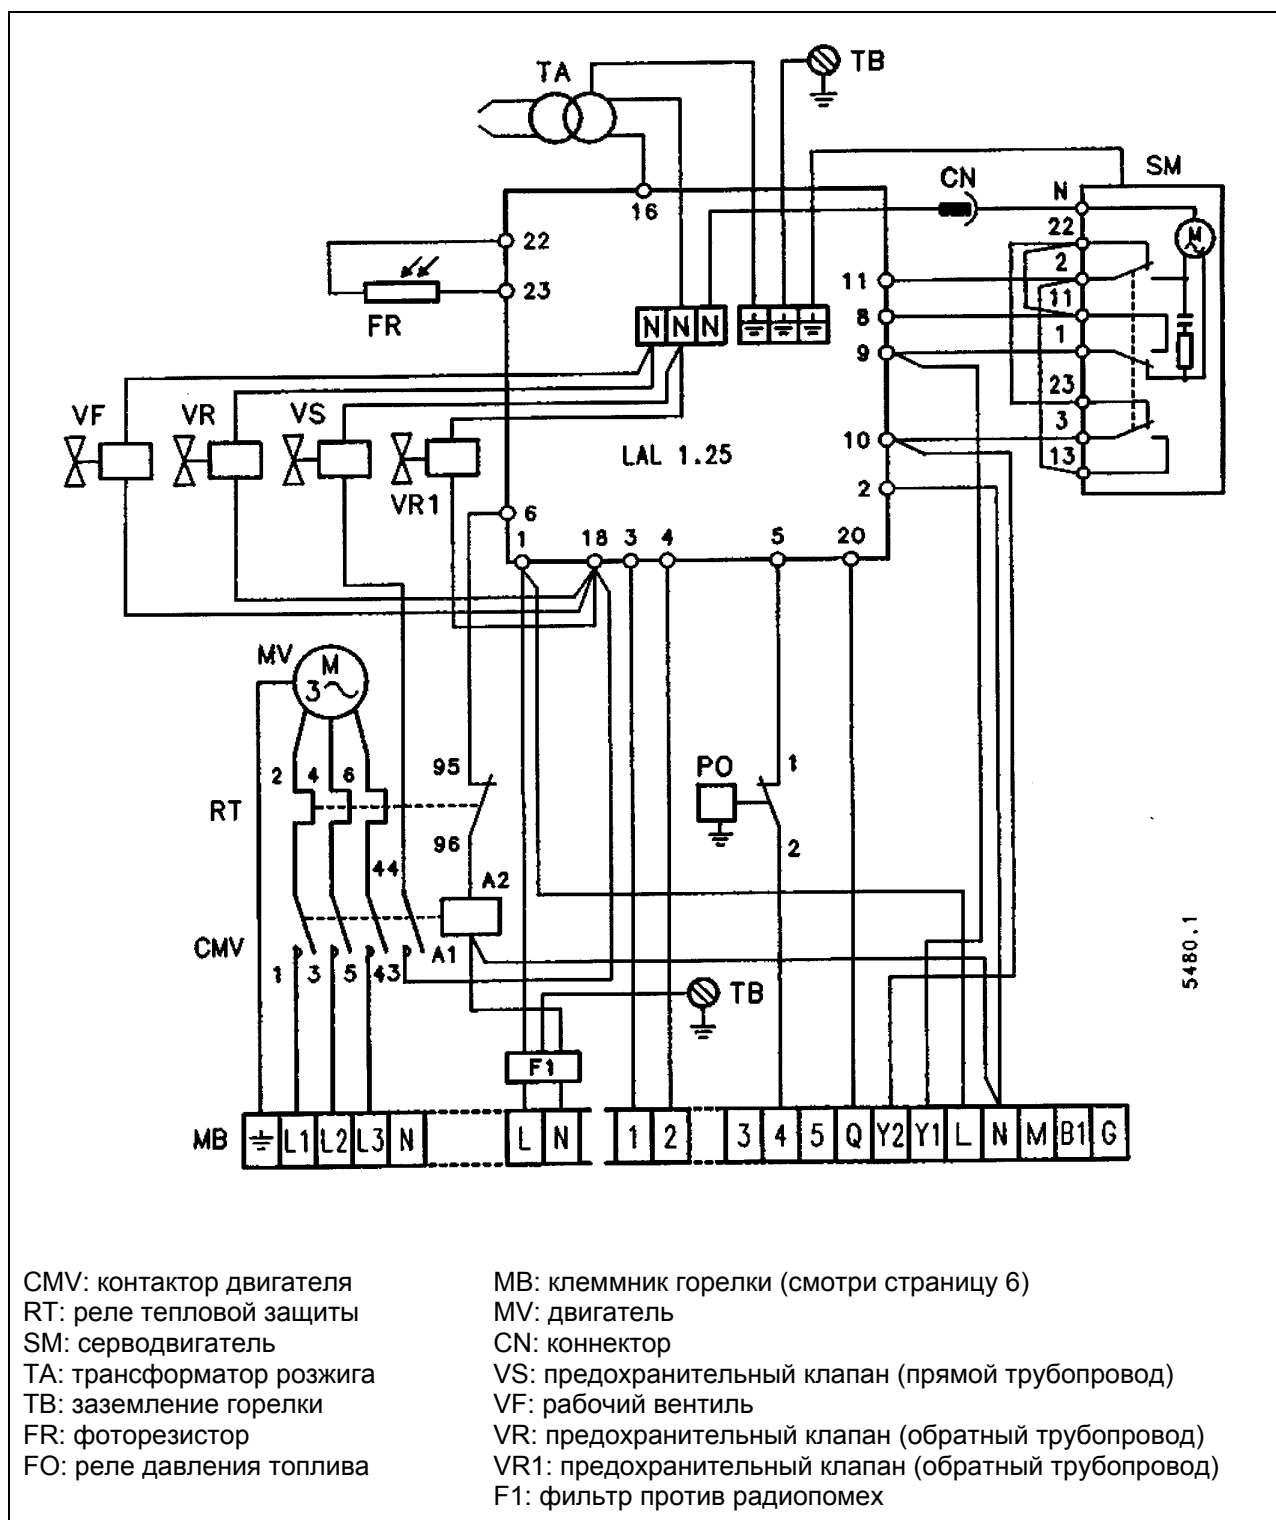 TA
TB
16
CN
SM
N
22
22
2
23
FR
N N N
11
11
8
1
9
23
VF
VR
VS
VR1
LAL 1.25
10
3
2
13
6
1
18
3
4
5
20
MV
M
3
M
2
4
6
95
PO
1
RT
96
2
44
A2
CMV
A1
1
3
5
43
TB
F1
5480.1
MB
L1 L2 L3 N
L N
1 2
3 4 5 Q Y2 Y1 L N M B1 G
CMV: контактор двигателя
RT: реле тепловой защиты
SM: серводвигатель
TA: трансформатор розжига
TB: заземление горелки
FR: фоторезистор
FO: реле давления топлива
MB: клеммник горелки (смотри страницу 6)
MV: двигатель
CN: коннектор
VS: предохранительный клапан (прямой трубопровод)
VF: рабочий вентиль
VR: предохранительный клапан (обратный трубопровод)
VR1: предохранительный клапан (обратный трубопровод)
F1: фильтр против радиопомех